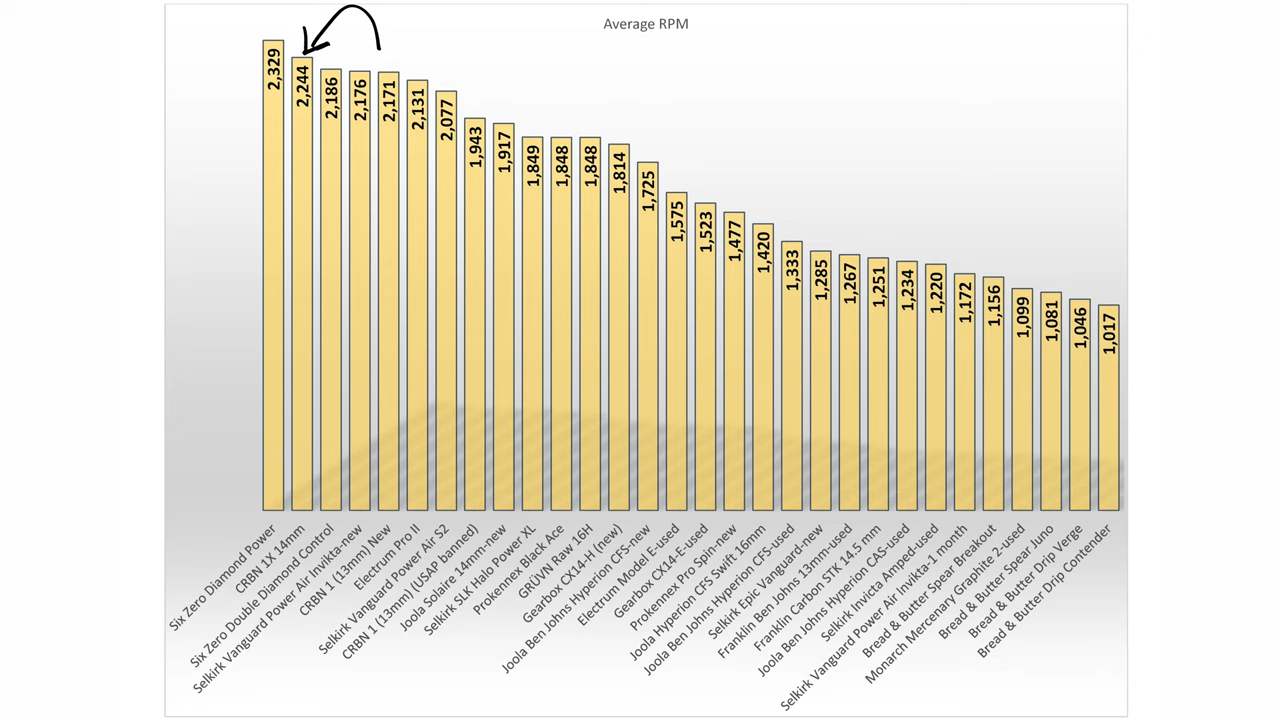 Average RPM
2,329
2,244
2,186
2,176
2,171
2,131
2,077
1,943
1,917
1,849
1,848
1,848
1,814
1,725
1,575
1,523
1,477
1,420
1,333
1,285
1,267
1,251
1,234
1,220
1,172
1,156
1,099
1,081
1,046
1,017
Six Zero Diamond Power
CRBN 1X 14mm
Six Zero Double Diamond Control
Selkirk Vanguard Power Air Invikta-new
CRBN 1 (13mm) New
Electrum Pro II
Selkirk Vanguard Power Air S2
CRBN 1 (13mm) (USAP banned)
Joola Solaire 14mm-new
Selkirk SLK Halo Power XL
Prokennex Black Ace
GRÜVN Raw 16H
Gearbox CX14-H (new)
Joola Ben Johns Hyperion CFS-new
Electrum Model E-used
Gearbox CX14-E-used
Prokennex Pro Spin-new
Joola Hyperion CFS Swift 16mm
Joola Ben Johns Hyperion CFS-used
Selkirk Epic Vanguard-new
Franklin Ben Johns 13mm-used
Franklin Carbon STK 14.5 mm
Joola Ben Johns Hyperion CAS-used
Selkirk Invicta Amped-used
Selkirk Vanguard Power Air Invikta-1 month
Bread & Butter Spear Breakout
Monarch Mercenary Graphite 2-used
Bread & Butter Spear Juno
Bread & Butter Drip Verge
Bread & Butter Drip Contender